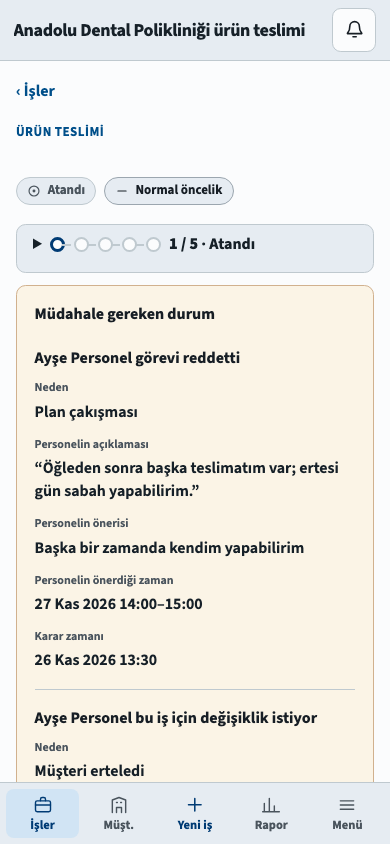 Anadolu Dental Polikliniği ürün teslimi
‹ İşler
ÜRÜN TESLİMİ
Atandı
Normal öncelik
1 / 5 · Atandı
Müdahale gereken durum
Ayşe Personel görevi reddetti
Neden
Plan çakışması
Personelin açıklaması
“Öğleden sonra başka teslimatım var; ertesi
gün sabah yapabilirim.”
Personelin önerisi
Başka bir zamanda kendim yapabilirim
Personelin önerdiği zaman
27 Kas 2026 14:00–15:00
Karar zamanı
26 Kas 2026 13:30
Ayşe Personel bu iş için değişiklik istiyor
Neden
Müşteri erteledi
İşler
Müşt.
Yeni iş
Rapor
Menü